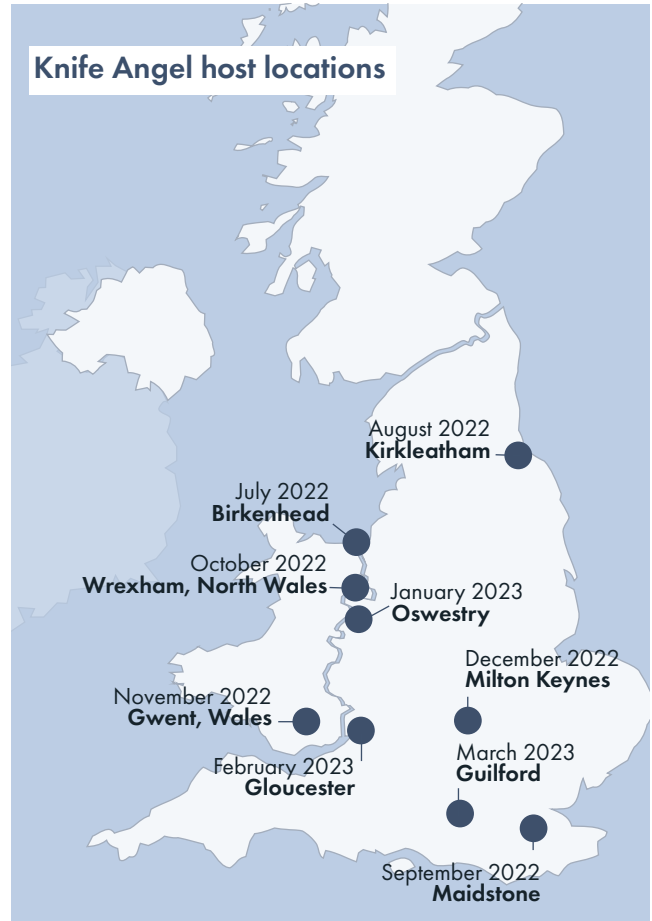 Knife Angel host locations
August 2022
Kirkleatham
July 2022
Birkenhead
October 2022
Wrexham, North Wales
January 2023
Oswestry
December 2022
Milton Keynes
November 2022
Gwent, Wales
March 2023
Guilford
February 2023
Gloucester
September 2022
Maidstone